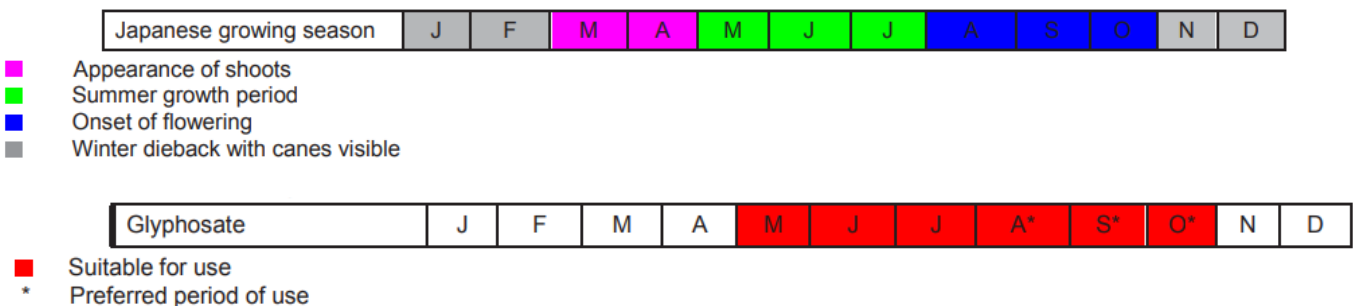 Japanese growing season J F M A M J J A S O N D
Appearance of shoots
Summer growth period
Onset of flowering
Winter dieback with canes visible
Glyphosate J F M A M J J A* S* O* N D
Suitable for use
* Preferred period of use